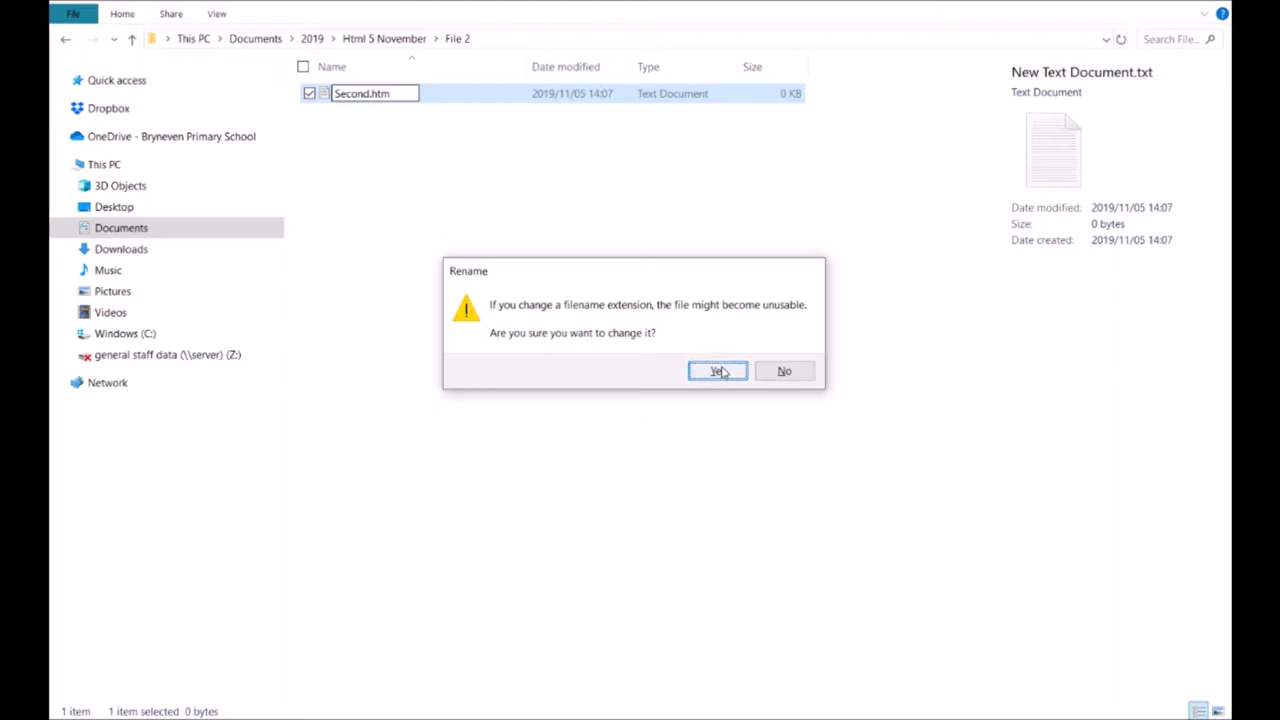 File Home Share View
This PC Documents 2019 Html 5 November File 2 Search File...
Name Date modified Type Size
Second.htm 2019/11/05 14:07 Text Document 0 KB
Quick access
Dropbox
OneDrive - Bryneven Primary School
This PC
3D Objects
Desktop
Documents
Downloads
Music
Pictures
Videos
Windows (C:)
general staff data (\\server) (Z:)
Network
New Text Document.txt
Text Document
Date modified: 2019/11/05 14:07
Size: 0 bytes
Date created: 2019/11/05 14:07
Rename
If you change a filename extension, the file might become unusable.
Are you sure you want to change it?
Yes No
1 item 1 item selected 0 bytes